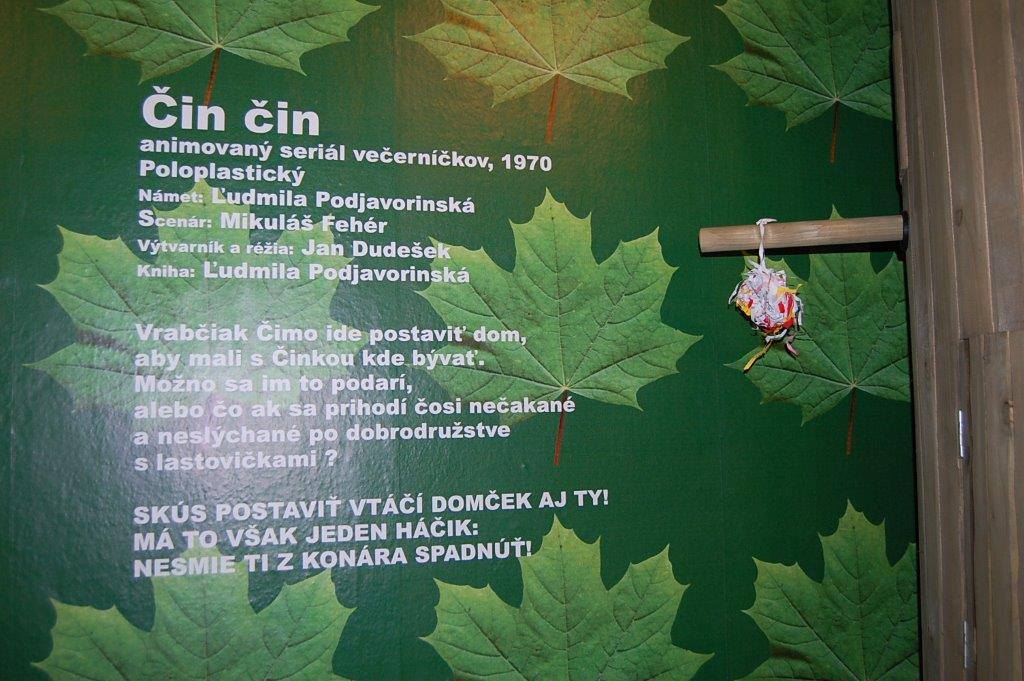 Čin čin
animovaný seriál večerníčkov, 1970
Poloplastický
Námet: Ľudmila Podjavorinská
Scenár: Mikuláš Fehér
Výtvarník a réžia: Jan Dudešek
Kniha: Ľudmila Podjavorinská
Vrabčiak Čimo ide postaviť dom,
aby mali s Činkou kde bývať.
Možno sa im to podarí,
alebo čo ak sa prihodí čosi nečakané
a neslýchané po dobrodružstve
s lastovičkami ?
SKÚS POSTAVIŤ VTÁČÍ DOMČEK AJ TY!
MÁ TO VŠAK JEDEN HÁČIK:
NESMIE TI Z KONÁRA SPADNÚŤ!